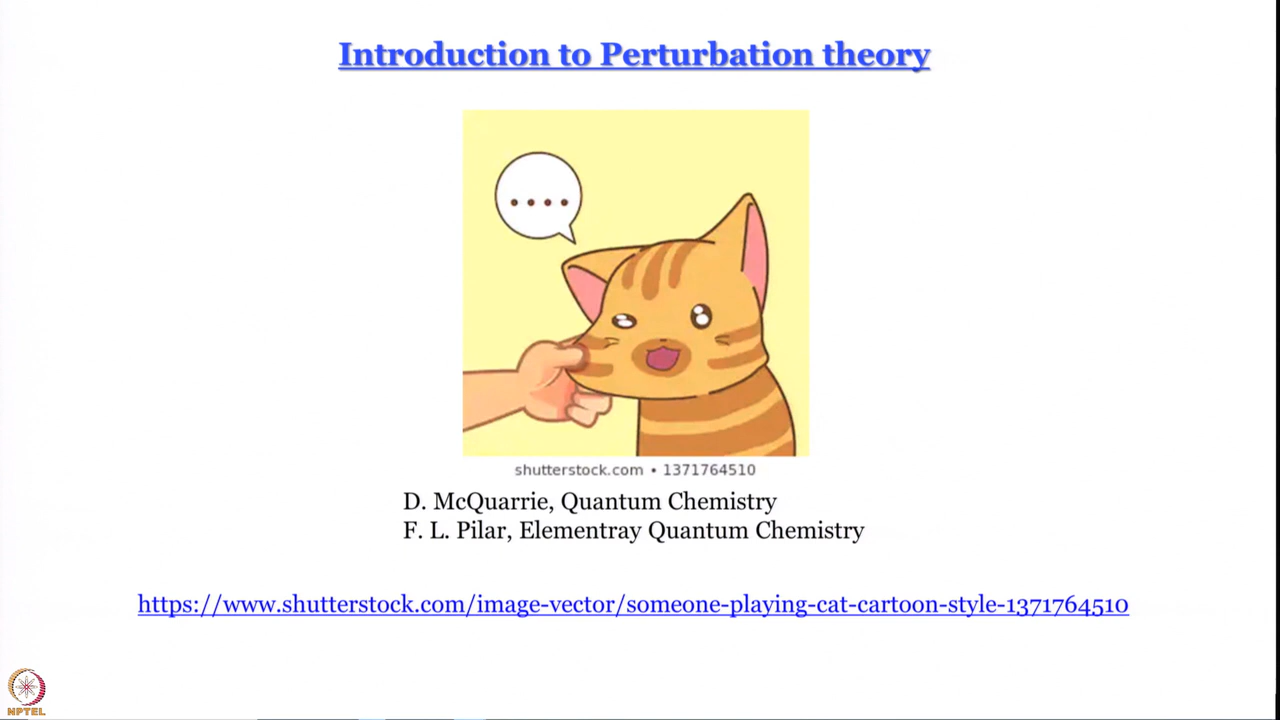 Introduction to Perturbation theory
shutterstock.com • 1371764510
D. McQuarrie, Quantum Chemistry
F. L. Pilar, Elementray Quantum Chemistry
https://www.shutterstock.com/image-vector/someone-playing-cat-cartoon-style-1371764510
NPTEL